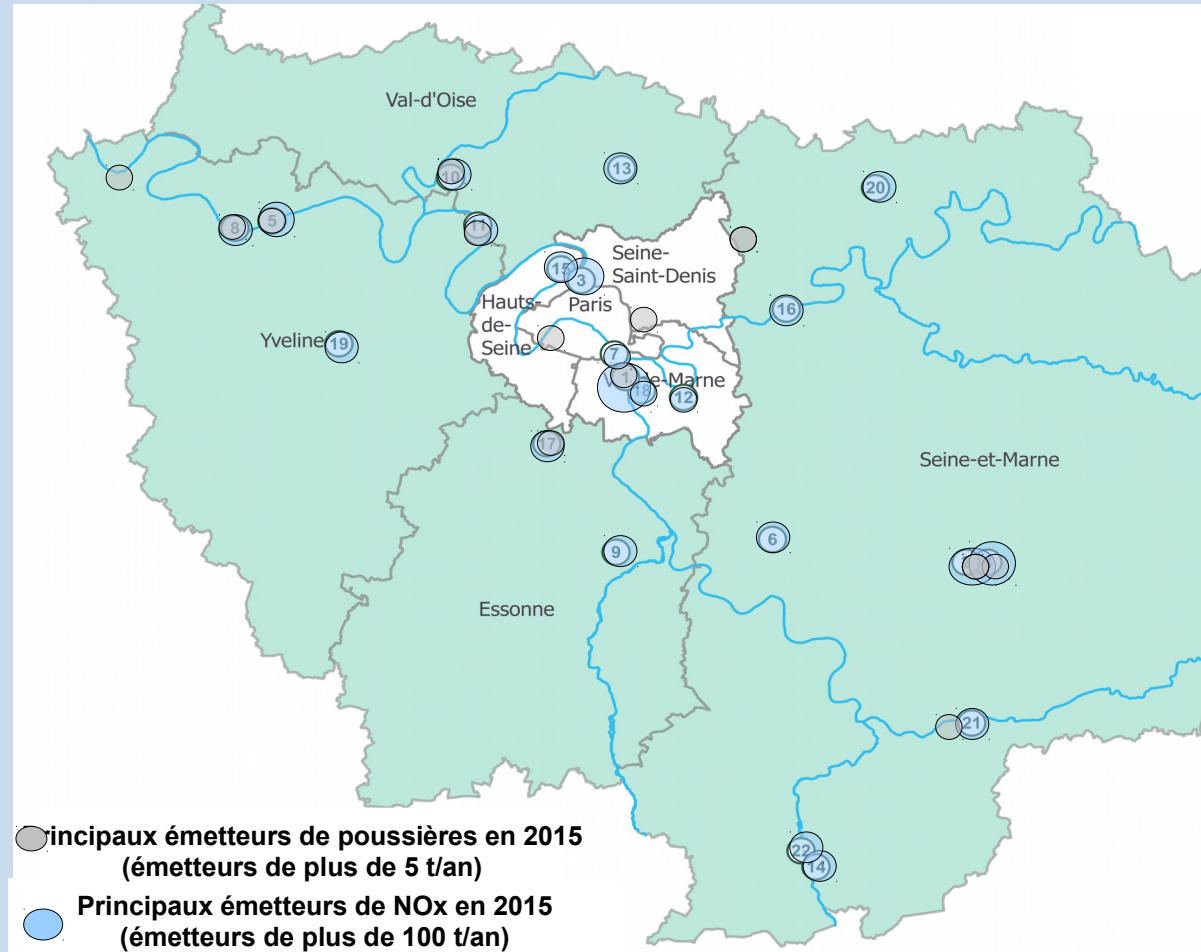 Val-d'Oise
13
10
20
8
5
11
Seine-
Saint-Denis
15
3
Hauts-
de-
Seine
Paris
16
Yveline
19
7
1
de-Marne
18
12
17
Seine-et-Marne
6
9
Essonne
21
22
14
rincipaux émetteurs de poussières en 2015
(émetteurs de plus de 5 t/an)
Principaux émetteurs de NOx en 2015
(émetteurs de plus de 100 t/an)